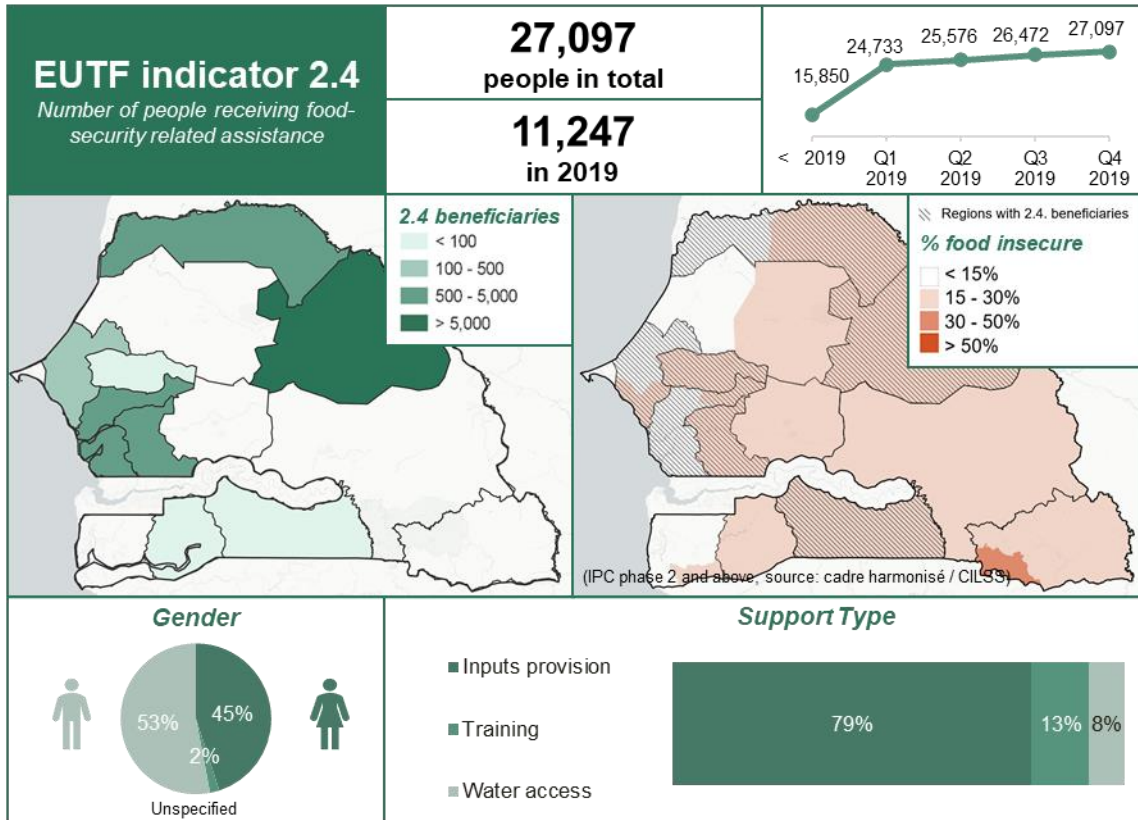 EUTF indicator 2.4
Number of people receiving food-
security related assistance
27,097
people in total
11,247
in 2019
15,850
24,733
25,576
26,472
27,097
< 2019
Q1
2019
Q2
2019
Q3
2019
Q4
2019
2.4 beneficiaries
< 100
100 - 500
500 - 5,000
> 5,000
Regions with 2.4. beneficiaries
% food insecure
< 15%
15 - 30%
30 - 50%
> 50%
(IPC phase 2 and above, source: cadre harmonisé / CILSS)
Gender
53%
45%
2%
Unspecified
Support Type
Inputs provision
Training
Water access
79%
13%
8%